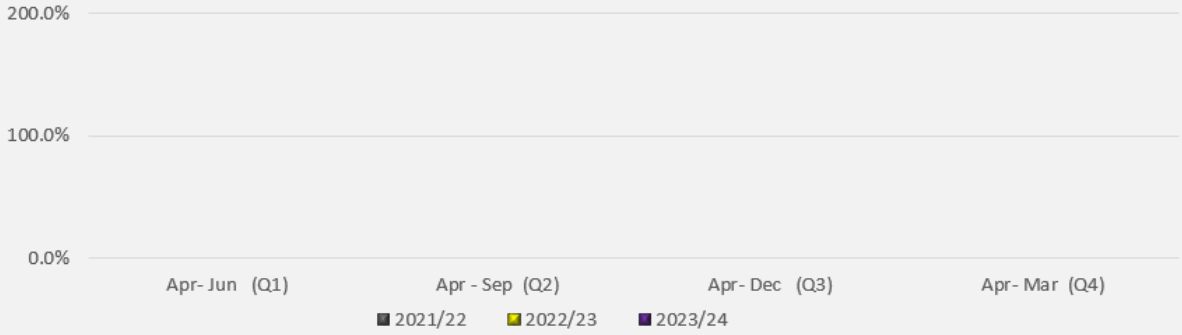 200.0%
100.0%
0.0%
Apr- Jun (Q1) Apr - Sep (Q2) Apr- Dec (Q3) Apr- Mar (Q4)
2021/22 2022/23 2023/24